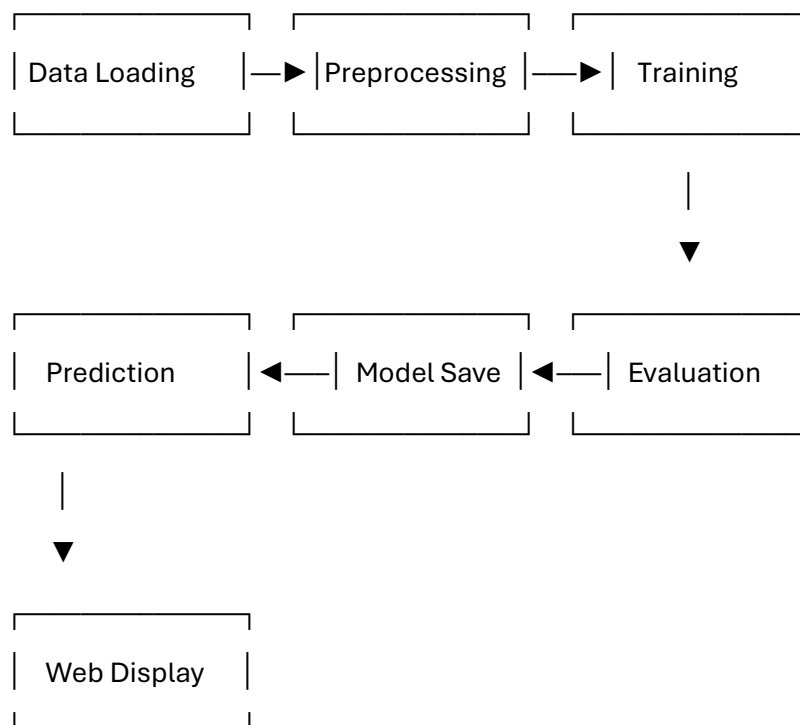 Data Loading Preprocessing Training
Prediction Model Save Evaluation
Web Display